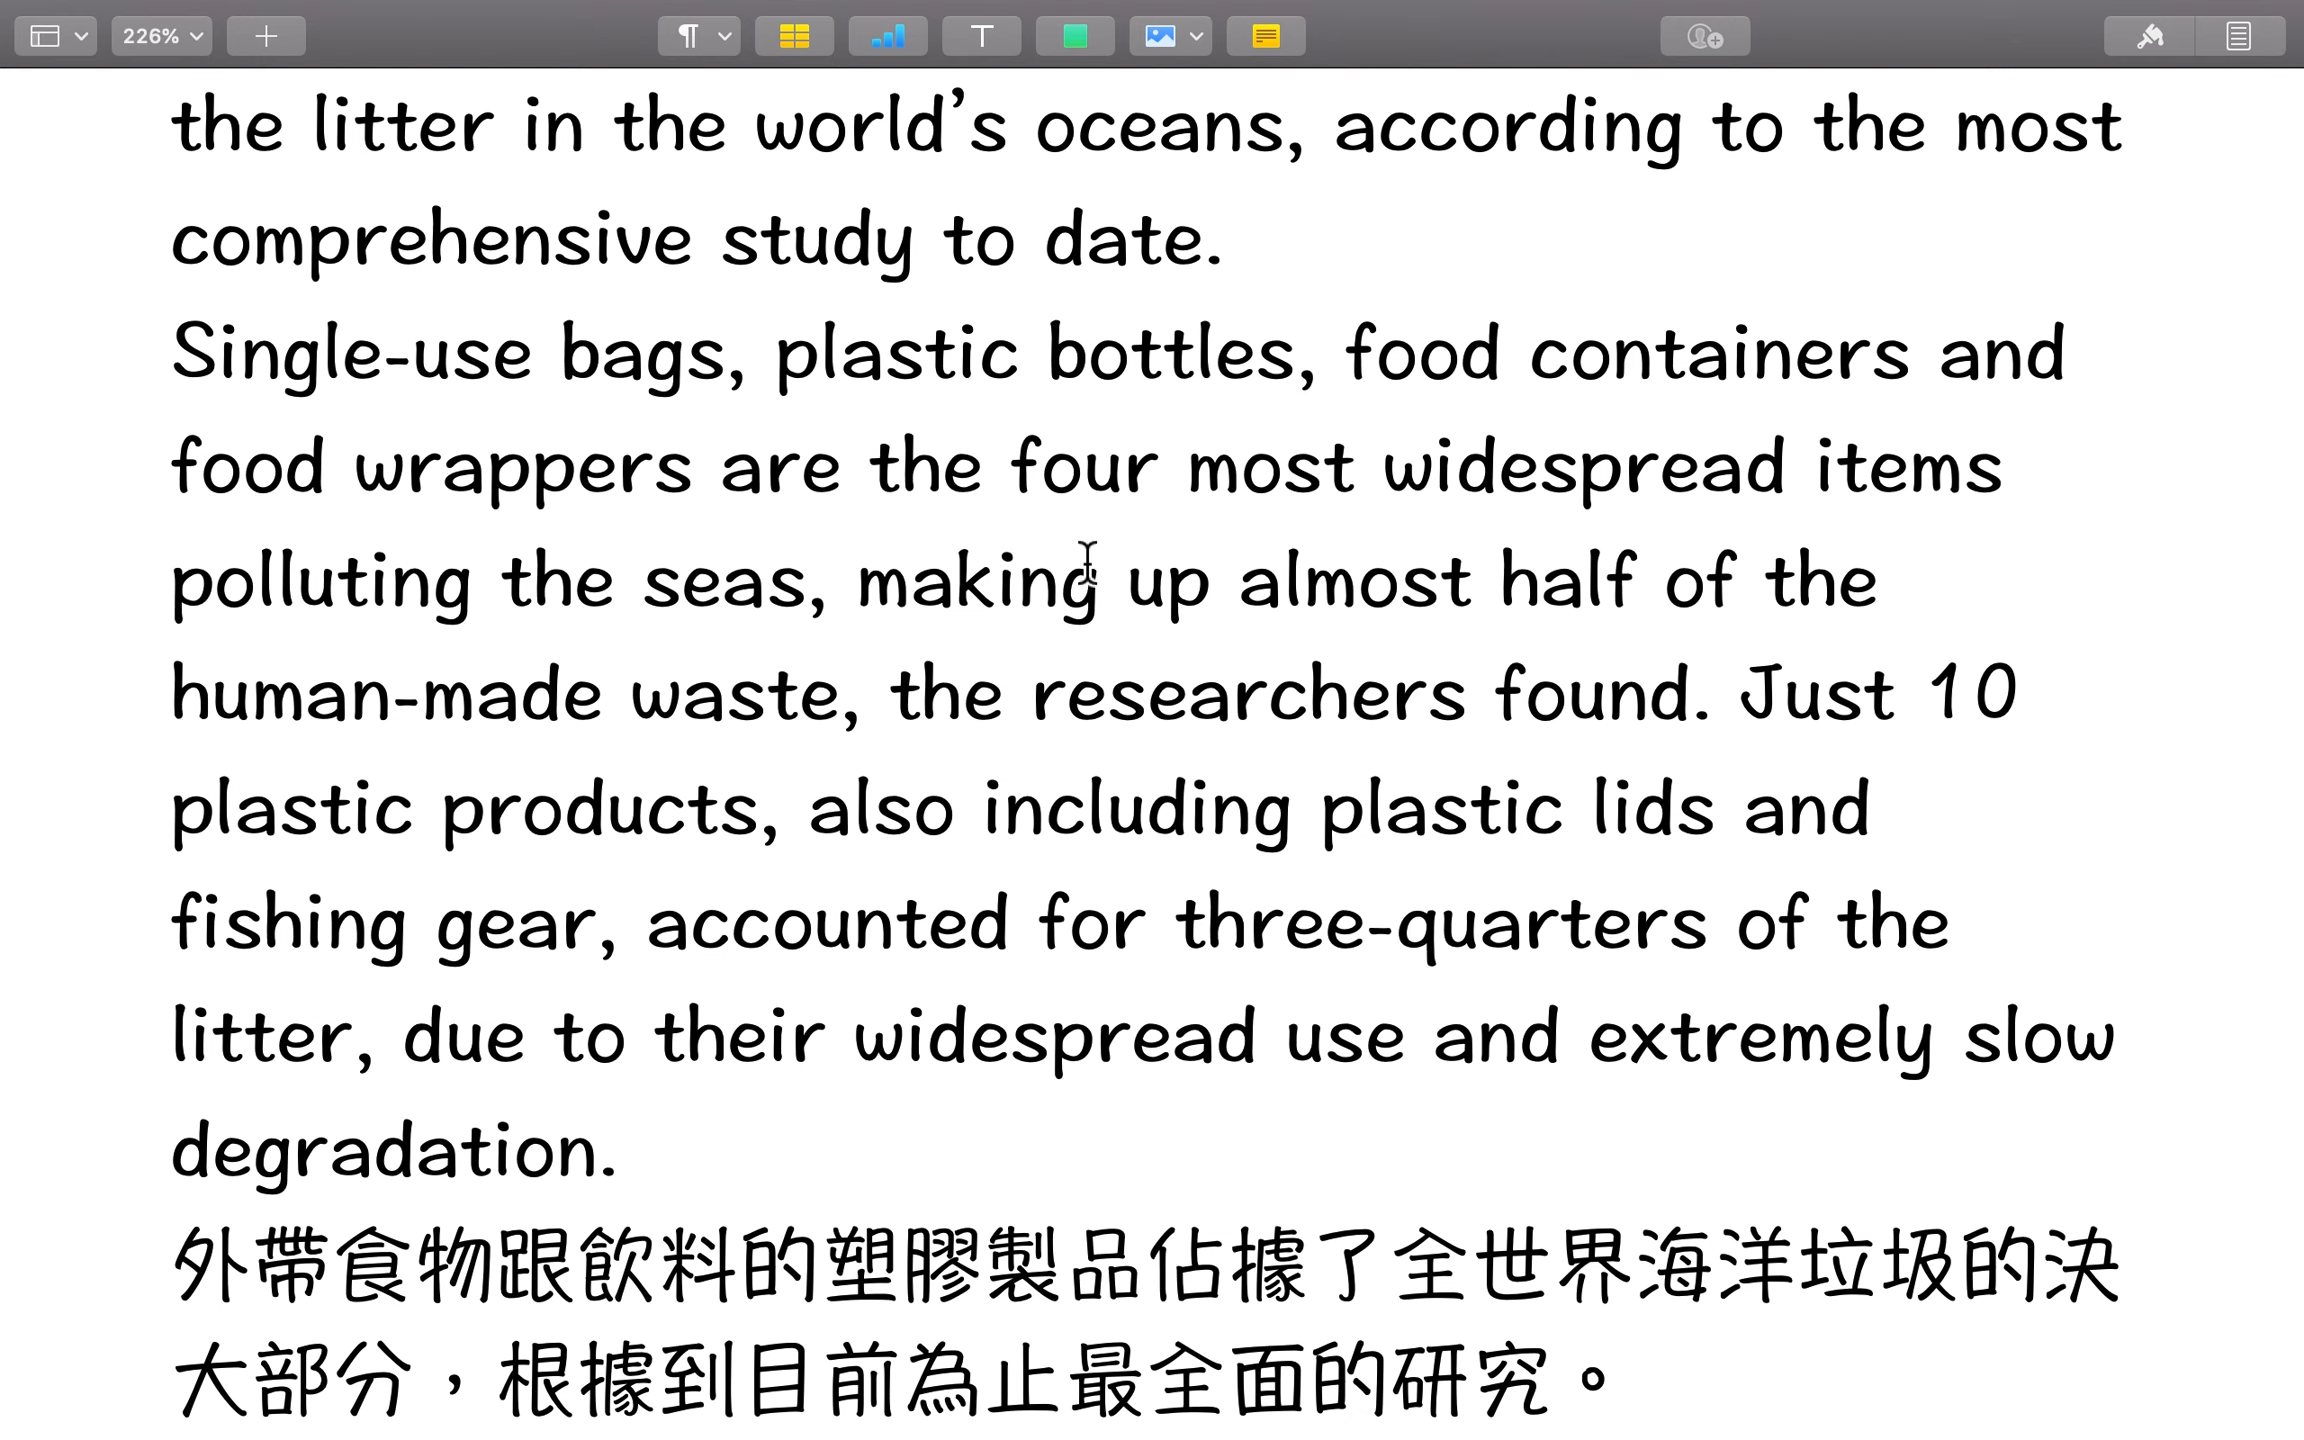 226%
the litter in the world’s oceans, according to the most
comprehensive study to date.
Single-use bags, plastic bottles, food containers and
food wrappers are the four most widespread items
polluting the seas, making up almost half of the
human-made waste, the researchers found. Just 10
plastic products, also including plastic lids and
fishing gear, accounted for three-quarters of the
litter, due to their widespread use and extremely slow
degradation.
外帶食物跟飲料的塑膠製品佔據了全世界海洋垃圾的決
大部分，根據到目前為止最全面的研究。